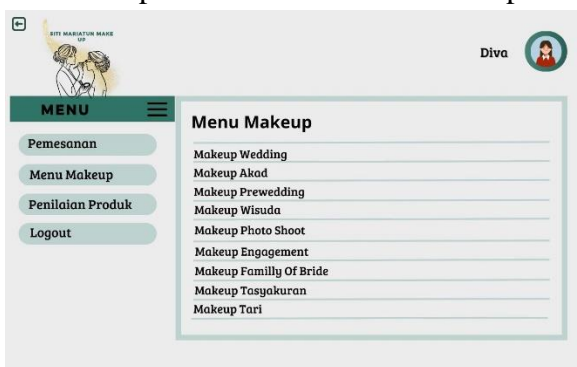 SITI MARIATUN MAKE
UP
Diva
MENU
Pemesanan
Menu Makeup
Penilaian Produk
Logout
Menu Makeup
Makeup Wedding
Makeup Akad
Makeup Prewedding
Makeup Wisuda
Makeup Photo Shoot
Makeup Engagement
Makeup Familly Of Bride
Makeup Tasyakuran
Makeup Tari